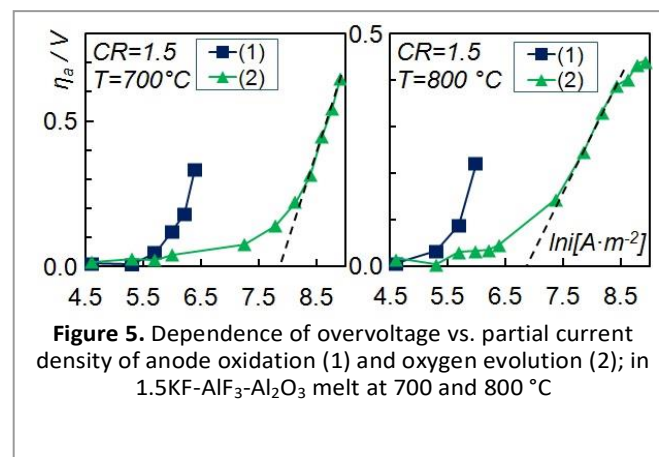 ηₐ / V
CR=1.5
T=700°C
(1)
(2)
0.5
0.0
4.5 5.5 6.5 7.5 8.5
0.5
CR=1.5
T=800 °C
(1)
(2)
lni[A·m⁻²]
0.0
4.5 5.5 6.5 7.5 8.5
Figure 5. Dependence of overvoltage vs. partial current
density of anode oxidation (1) and oxygen evolution (2); in
1.5KF-AlF₃-Al₂O₃ melt at 700 and 800 °C